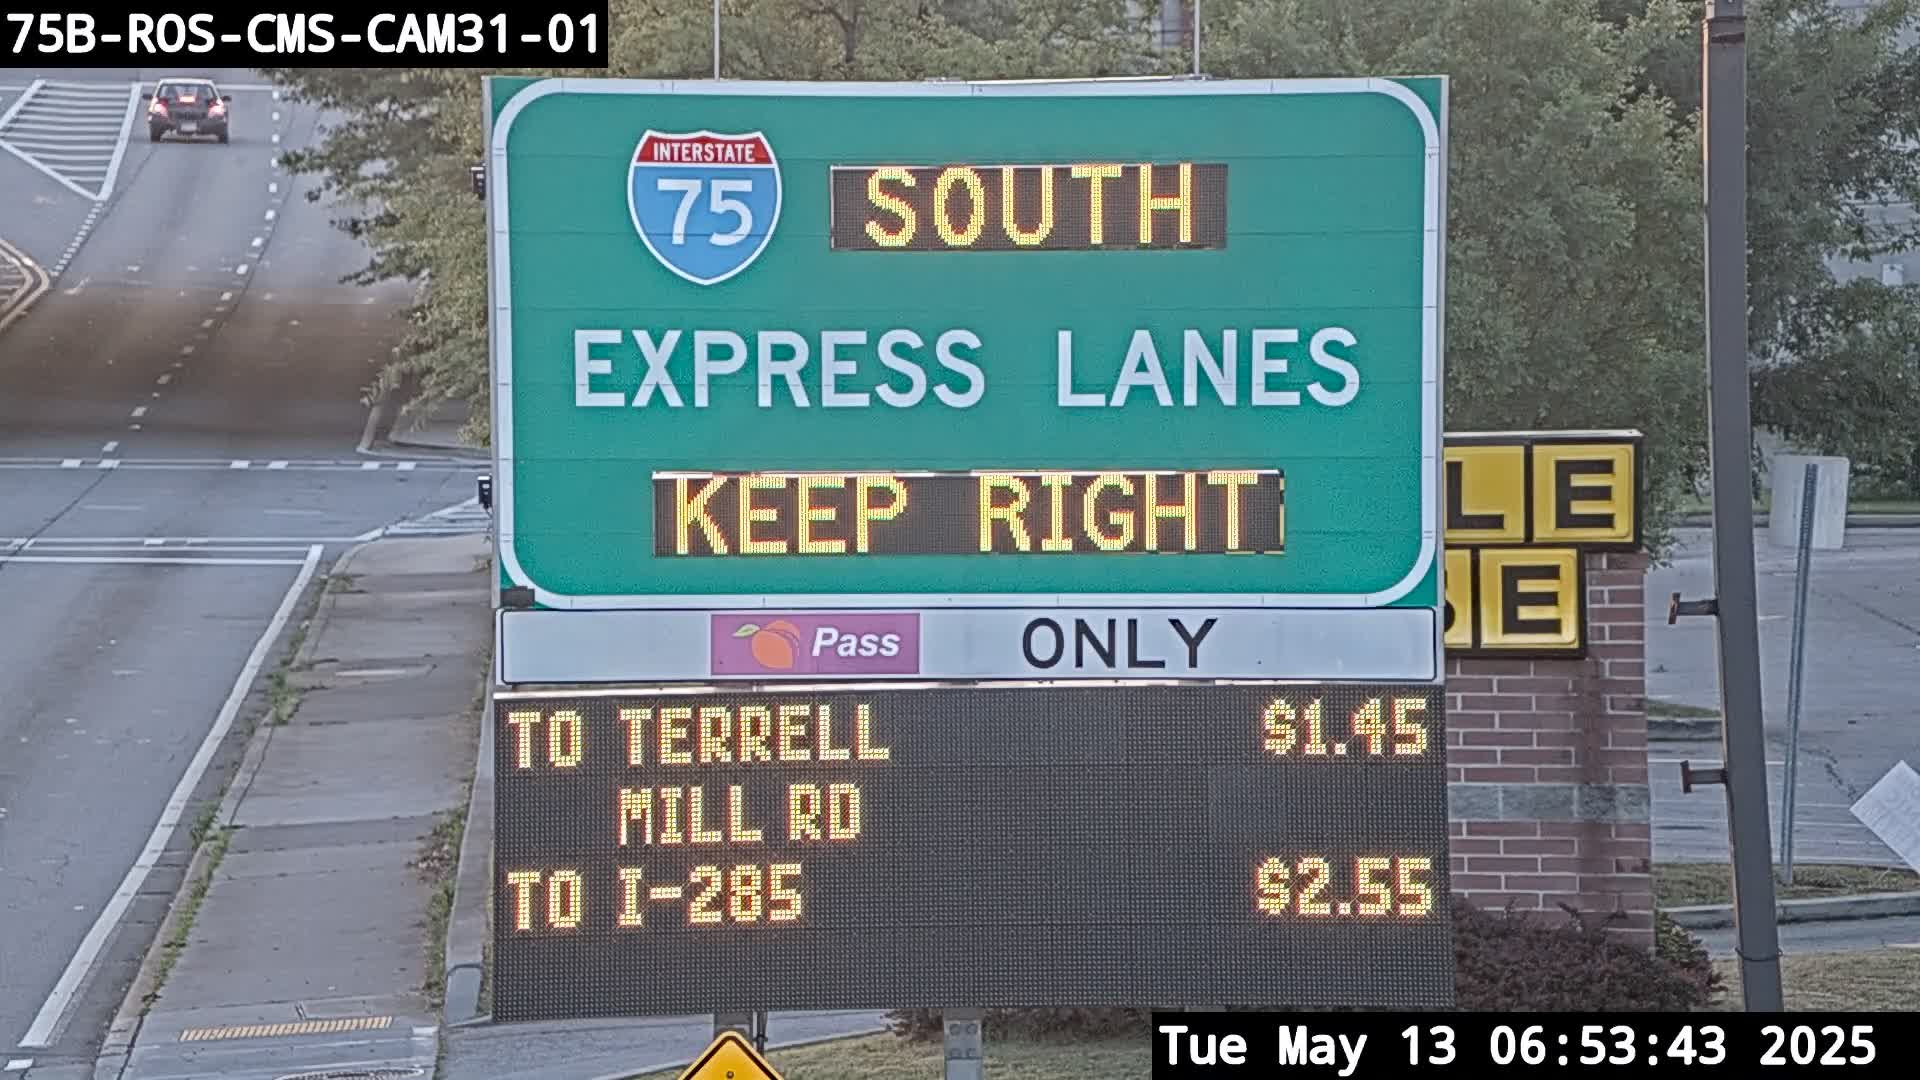 75B-ROS-CMS-CAM31-01
INTERSTATE
75
SOUTH
EXPRESS LANES
KEEP RIGHT
LE
E
Pass ONLY
TO TERRELL $1.45
MILL RD
TO I-285 $2.55
Tue May 13 06:53:43 2025